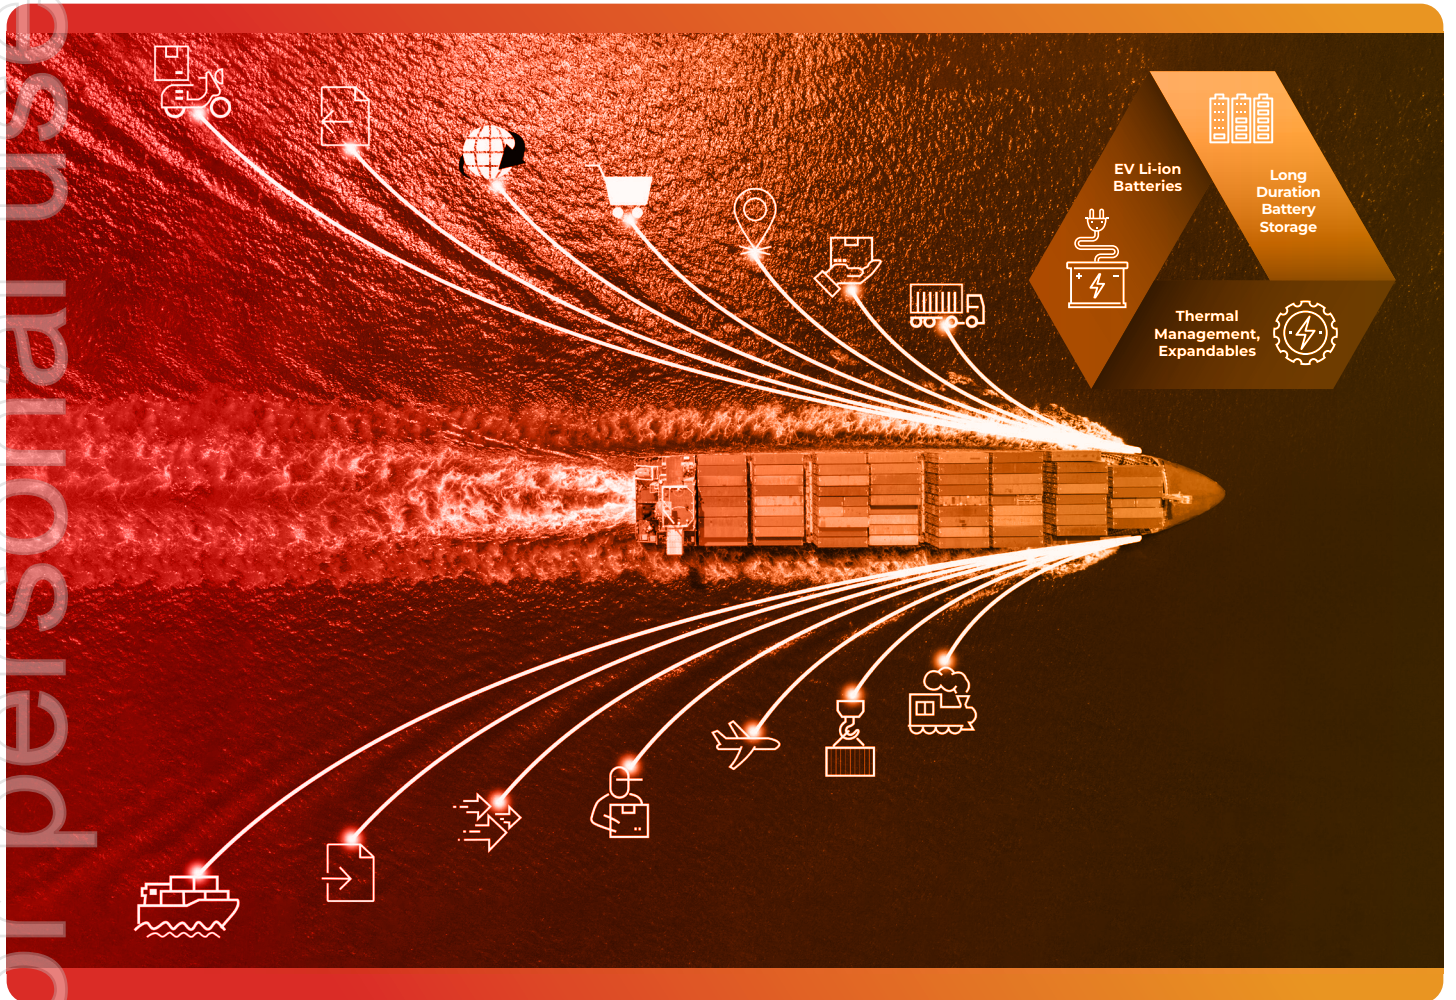 or personal use
EV Li-ion
Batteries
Long
Duration
Battery
Storage
Thermal
Management,
Expandables